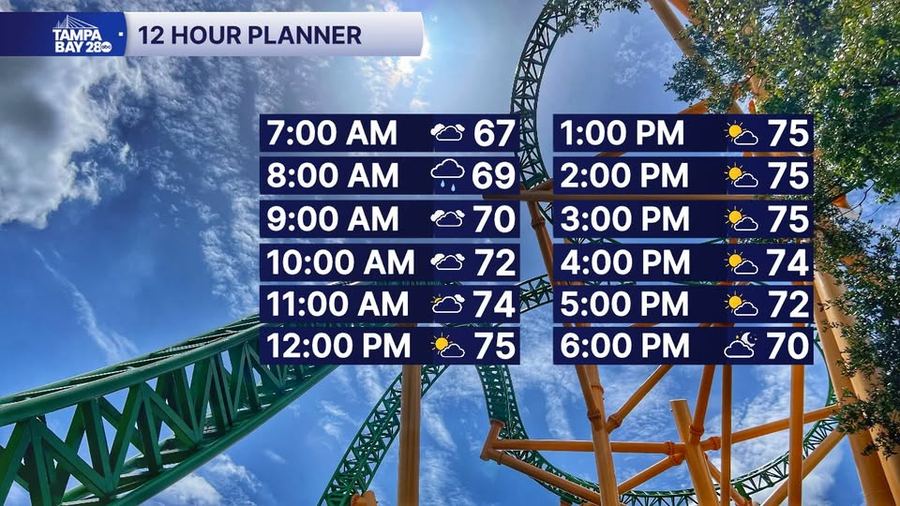 TAMPA
BAY 28 abc
12 HOUR PLANNER
7:00 AM 67
8:00 AM 69
9:00 AM 70
10:00 AM 72
11:00 AM 74
12:00 PM 75
1:00 PM 75
2:00 PM 75
3:00 PM 75
4:00 PM 74
5:00 PM 72
6:00 PM 70